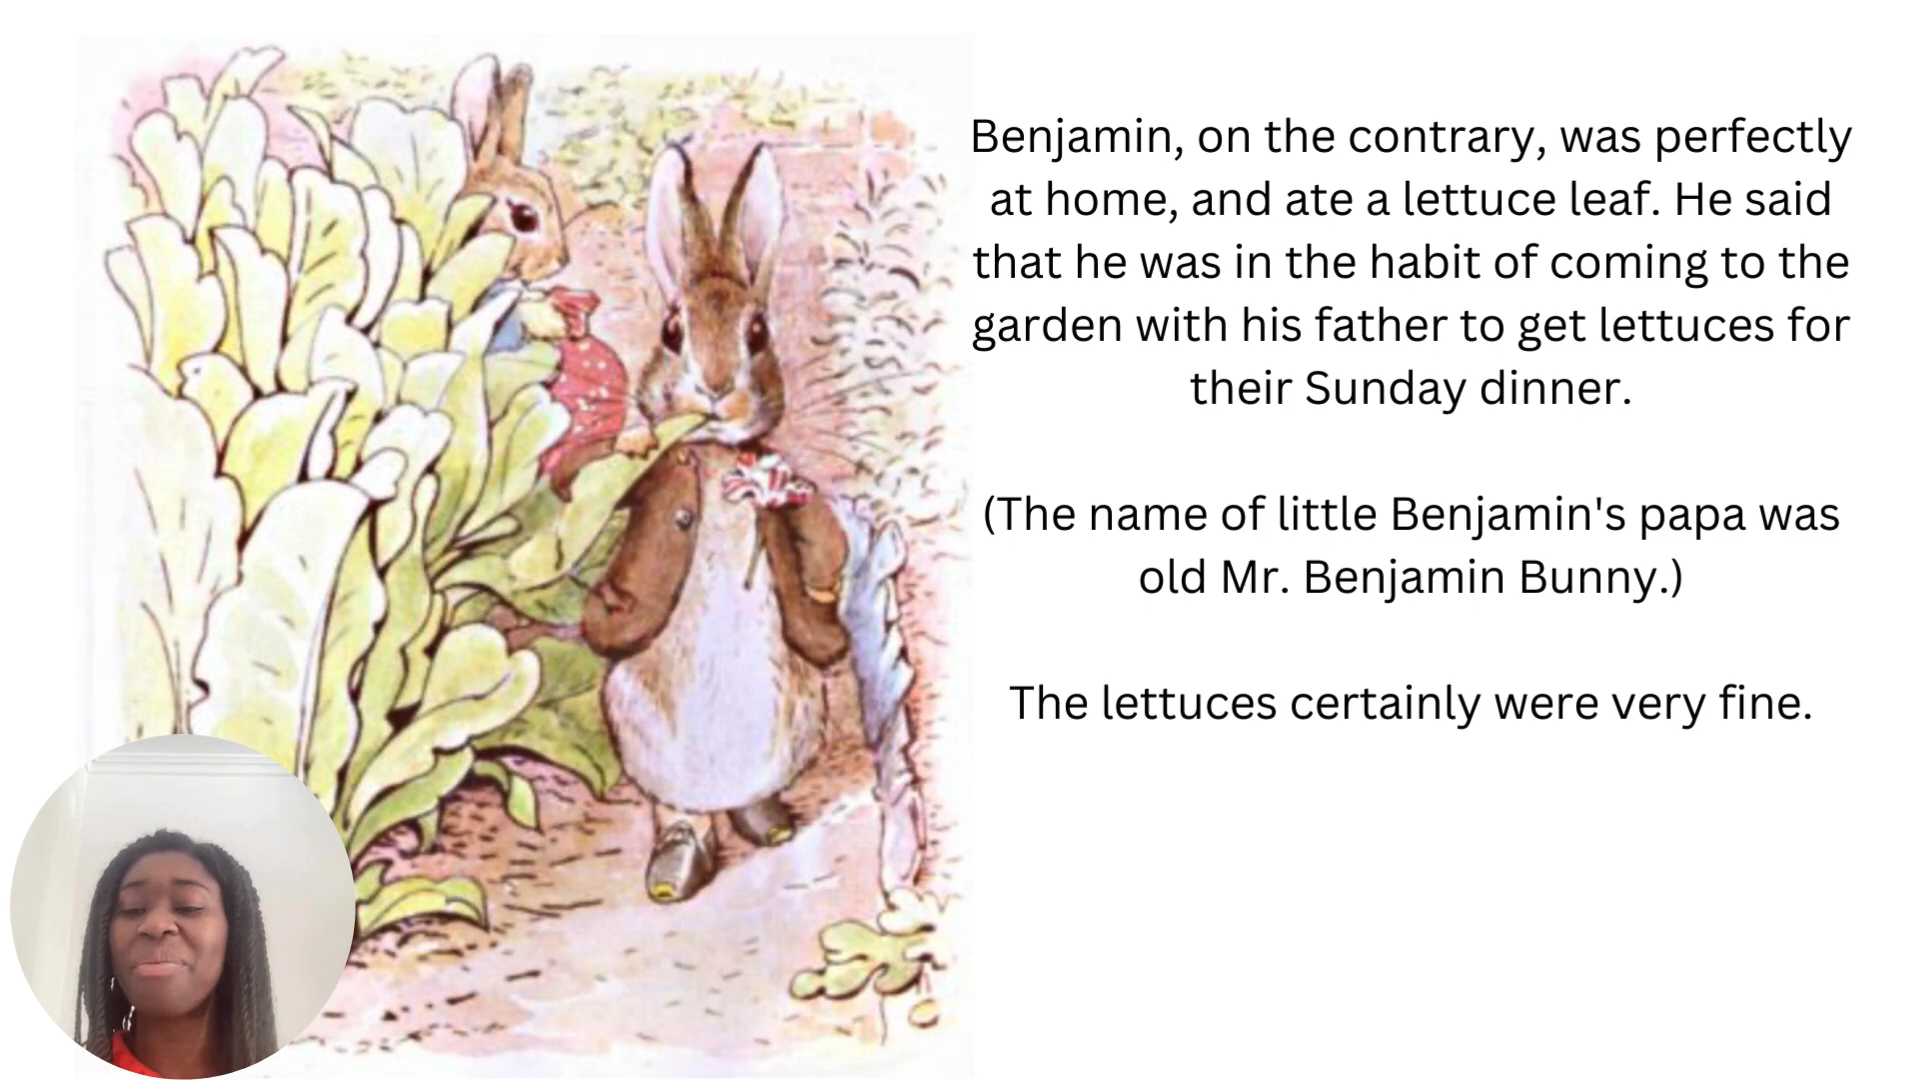 Benjamin, on the contrary, was perfectly
at home, and ate a lettuce leaf. He said
that he was in the habit of coming to the
garden with his father to get lettuces for
their Sunday dinner.
(The name of little Benjamin's papa was
old Mr. Benjamin Bunny.)
The lettuces certainly were very fine.